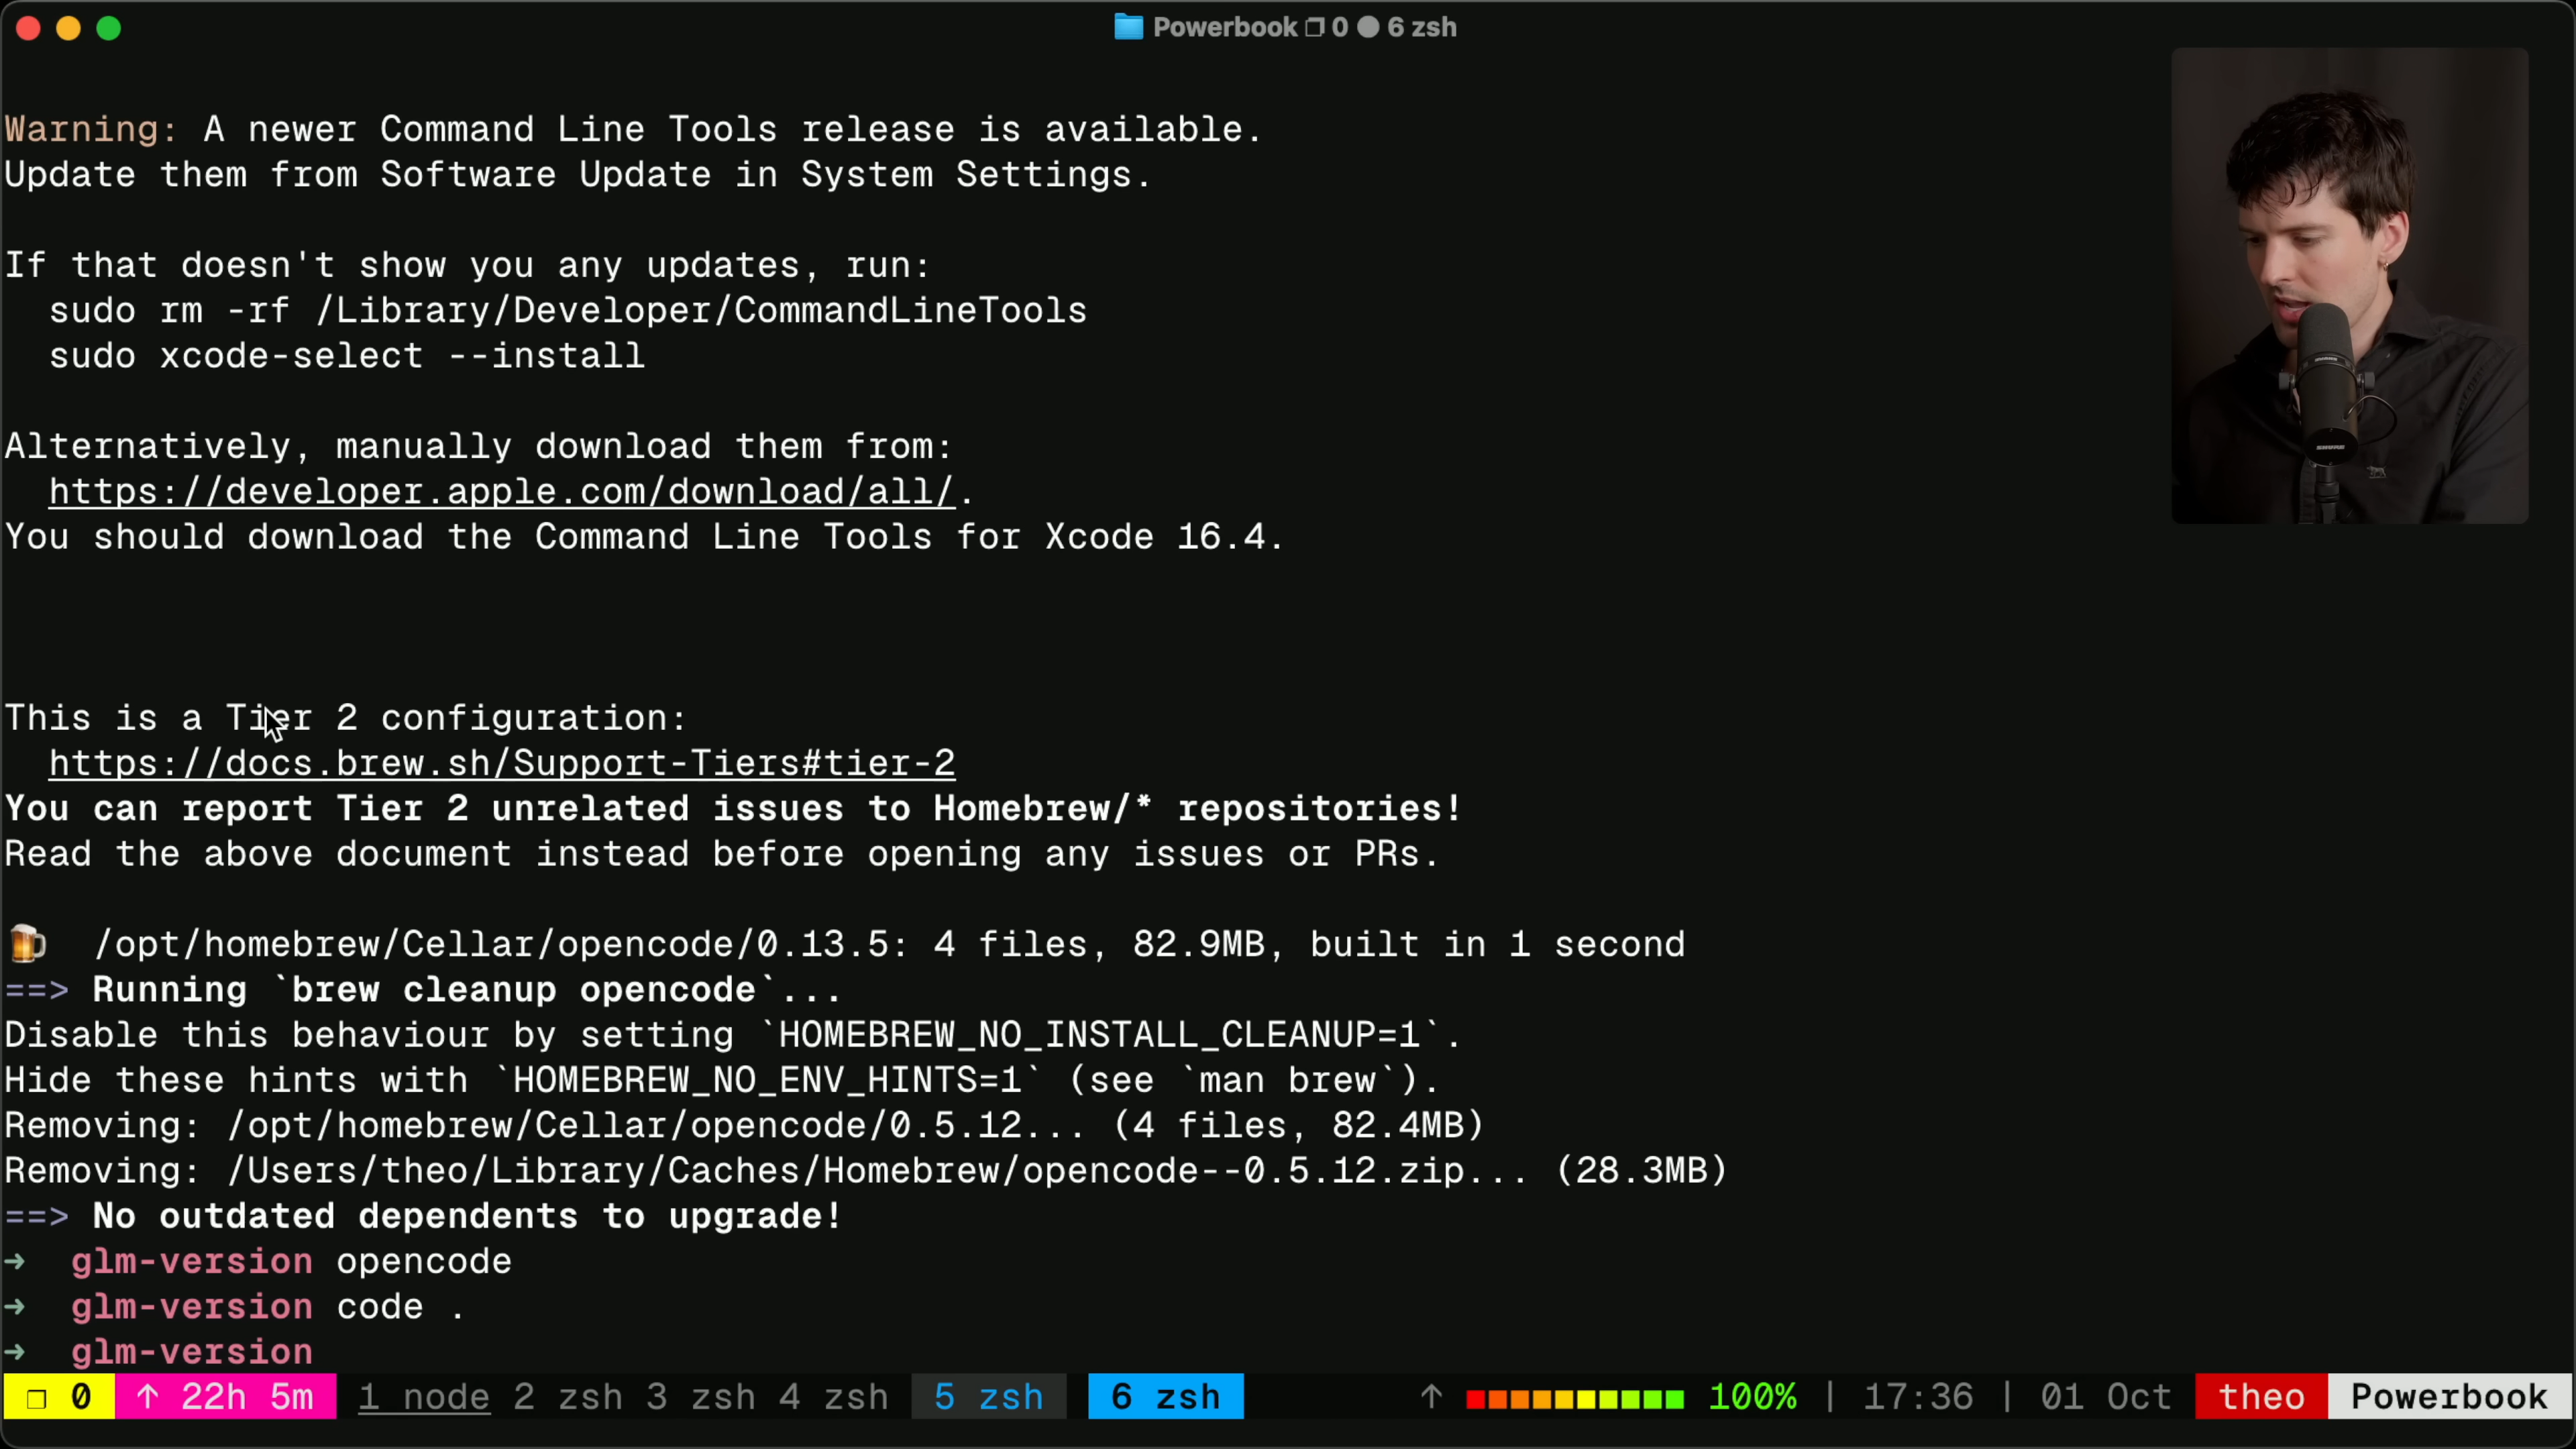 Powerbook ❐ 0 ● 6 zsh
Warning: A newer Command Line Tools release is available.
Update them from Software Update in System Settings.
If that doesn't show you any updates, run:
sudo rm -rf /Library/Developer/CommandLineTools
sudo xcode-select --install
Alternatively, manually download them from:
https://developer.apple.com/download/all/.
You should download the Command Line Tools for Xcode 16.4.
This is a Tier 2 configuration:
https://docs.brew.sh/Support-Tiers#tier-2
You can report Tier 2 unrelated issues to Homebrew/* repositories!
Read the above document instead before opening any issues or PRs.
🍺 /opt/homebrew/Cellar/opencode/0.13.5: 4 files, 82.9MB, built in 1 second
==> Running `brew cleanup opencode`...
Disable this behaviour by setting `HOMEBREW_NO_INSTALL_CLEANUP=1`.
Hide these hints with `HOMEBREW_NO_ENV_HINTS=1` (see `man brew`).
Removing: /opt/homebrew/Cellar/opencode/0.5.12... (4 files, 82.4MB)
Removing: /Users/theo/Library/Caches/Homebrew/opencode--0.5.12.zip... (28.3MB)
==> No outdated dependents to upgrade!
→ glm-version opencode
→ glm-version code .
→ glm-version
❐ 0 ↑ 22h 5m 1 node 2 zsh 3 zsh 4 zsh 5 zsh 6 zsh ↑ 100% | 17:36 | 01 Oct theo Powerbook